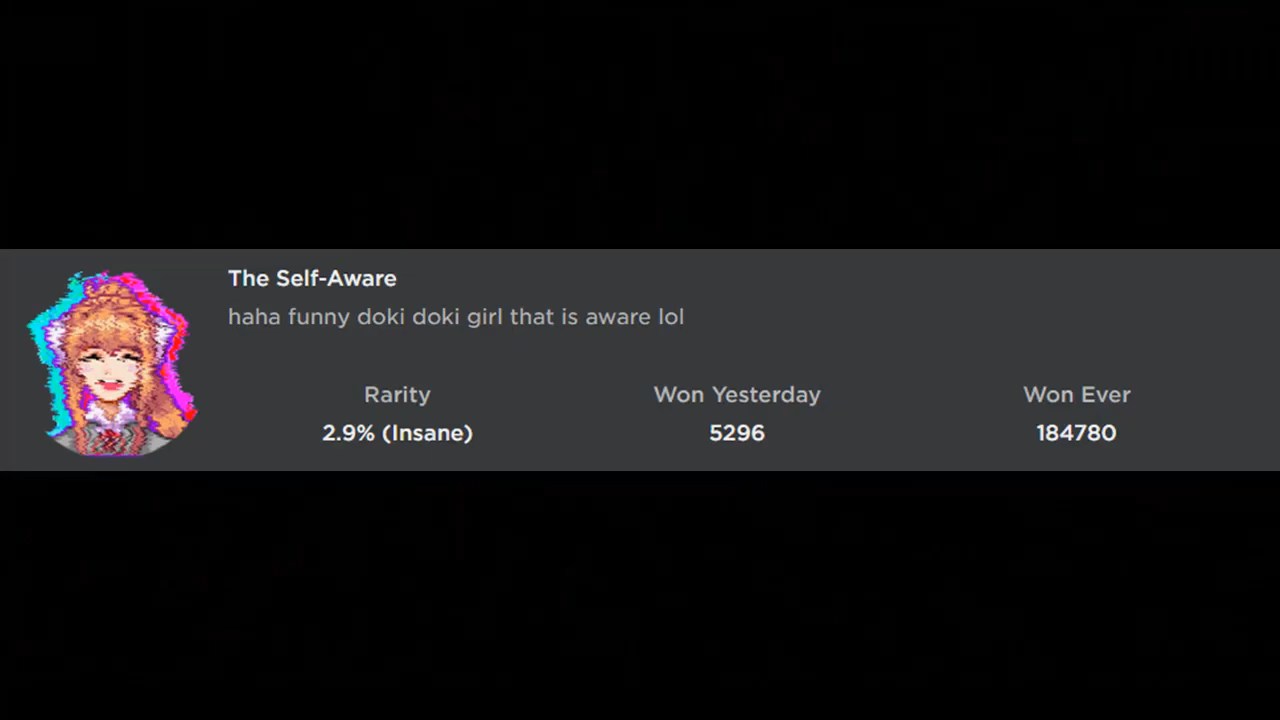 The Self-Aware
haha funny doki doki girl that is aware lol
Rarity Won Yesterday Won Ever
2.9% (Insane) 5296 184780